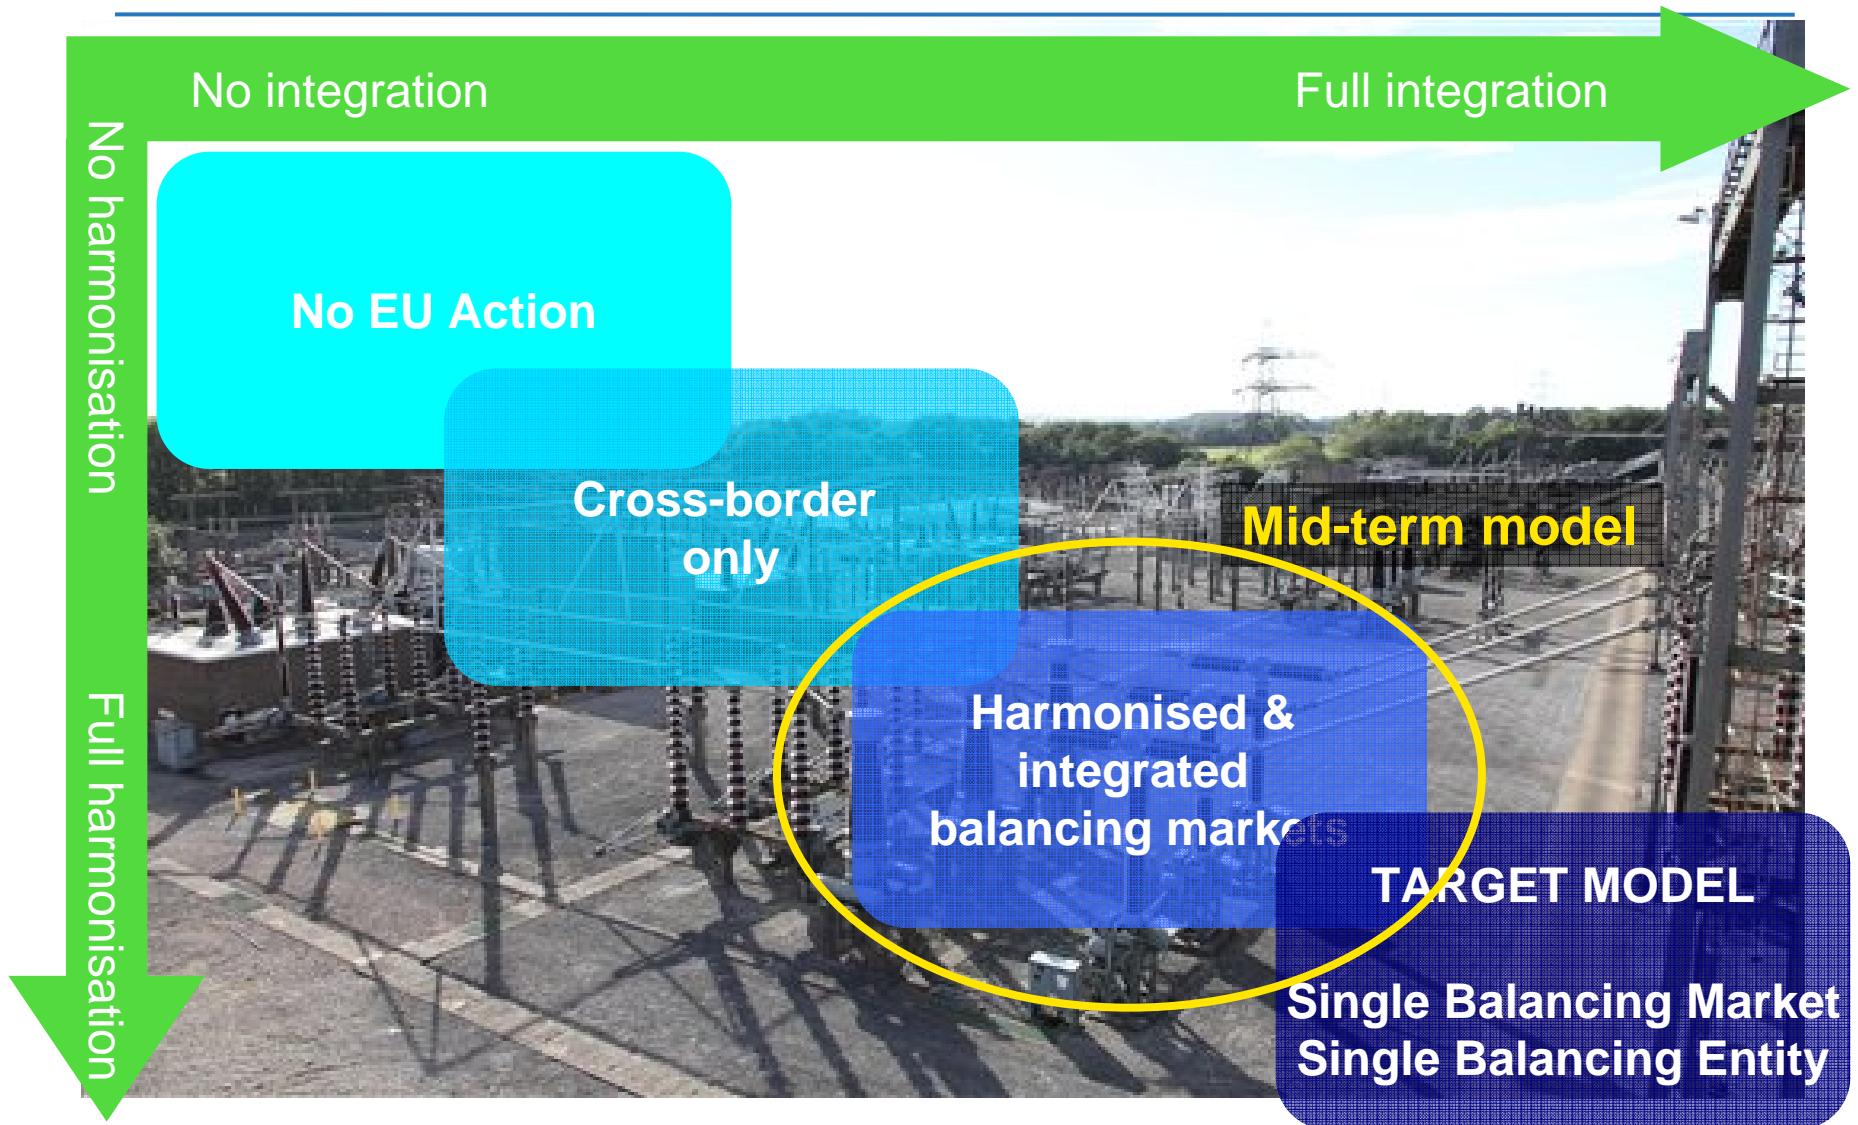 No integration
Full integration
No harmonisation
Full harmonisation
No EU Action
Cross-border
only
Mid-term model
Harmonised &
integrated
balancing markets
TARGET MODEL
Single Balancing Market
Single Balancing Entity